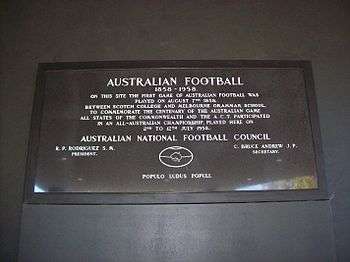 AUSTRALIAN FOOTBALL
1858-1958
ON THIS SITE THE FIRST GAME OF AUSTRALIAN FOOTBALL WAS
PLAYED ON AUGUST 7TH 1858.
BETWEEN SCOTCH COLLEGE AND MELBOURNE GRAMMAR SCHOOL.
TO COMMEMORATE THE CENTENARY OF THE AUSTRALIAN GAME
ALL STATES OF THE COMMONWEALTH AND THE A.C.T. PARTICIPATED
IN AN ALL-AUSTRALIAN CHAMPIONSHIP, PLAYED HERE ON
2ND TO 12TH JULY 1958.
AUSTRALIAN NATIONAL FOOTBALL COUNCIL
R. P. RODRIGUEZ S. M. C. BRUCE ANDREW J. P.
PRESIDENT. SECRETARY.
POPULO LUDUS POPULI.